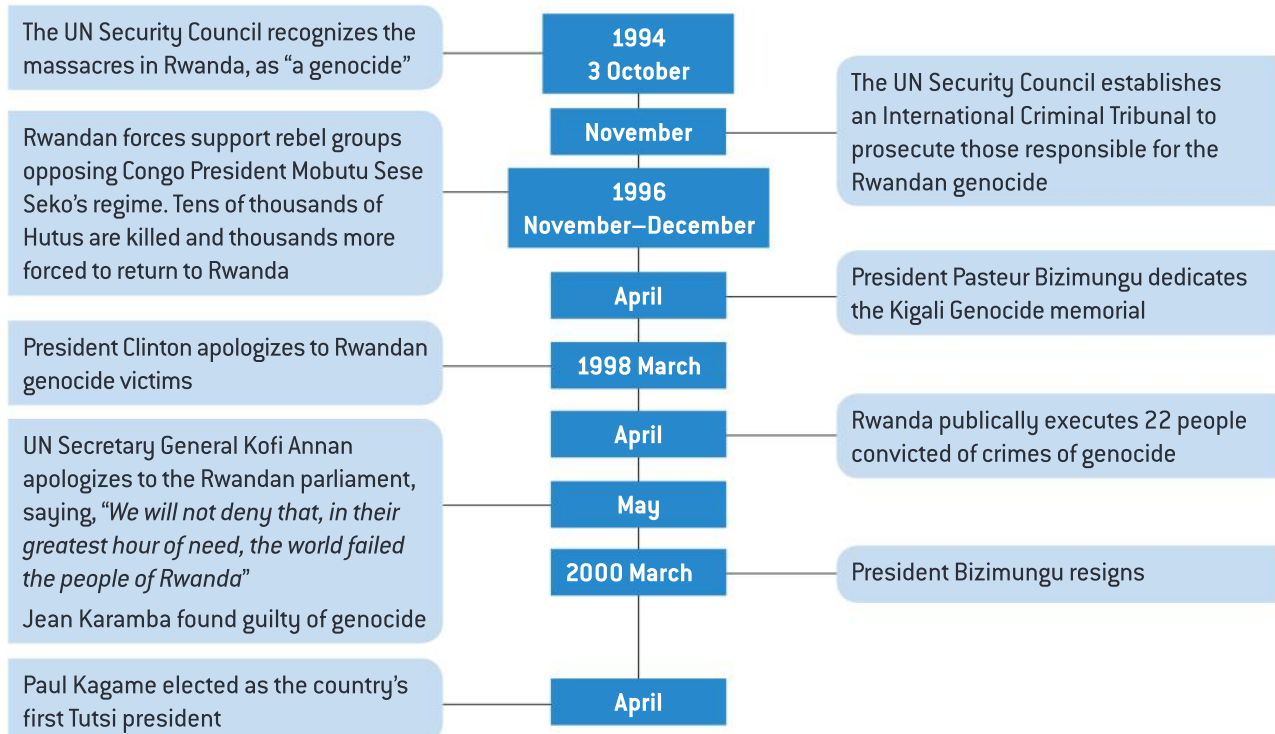 The UN Security Council recognizes the
massacres in Rwanda, as “a genocide”
1994
3 October
November
The UN Security Council establishes
an International Criminal Tribunal to
prosecute those responsible for the
Rwandan genocide
Rwandan forces support rebel groups
opposing Congo President Mobutu Sese
Seko’s regime. Tens of thousands of
Hutus are killed and thousands more
forced to return to Rwanda
1996
November–December
April
President Pasteur Bizimungu dedicates
the Kigali Genocide memorial
President Clinton apologizes to Rwandan
genocide victims
1998 March
April
Rwanda publically executes 22 people
convicted of crimes of genocide
UN Secretary General Kofi Annan
apologizes to the Rwandan parliament,
saying, “We will not deny that, in their
greatest hour of need, the world failed
the people of Rwanda”
Jean Karamba found guilty of genocide
May
2000 March
President Bizimungu resigns
Paul Kagame elected as the country’s
first Tutsi president
April